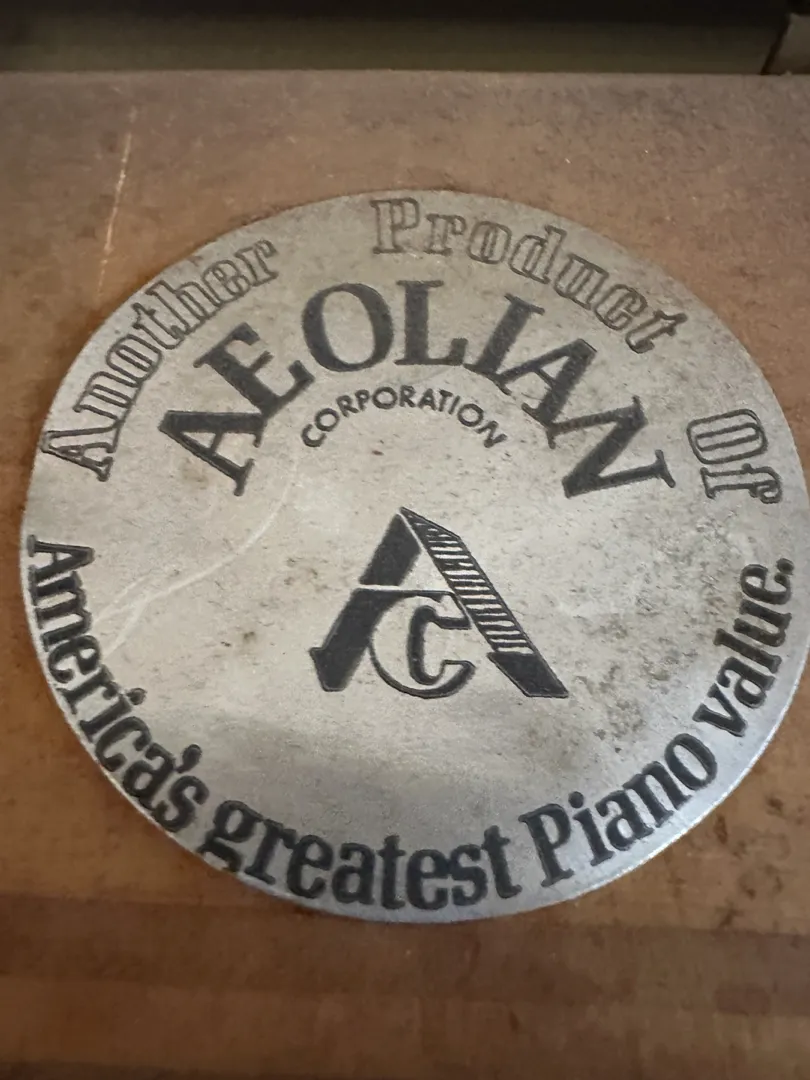 Another Product Of
AEOLIAN
CORPORATION
AC
America's greatest Piano value.